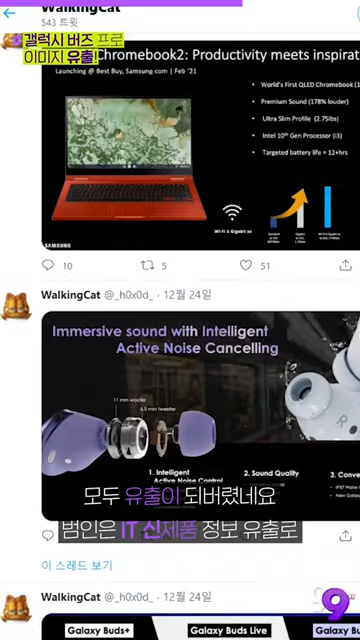 WalkingCat
543 트윗
갤럭시 버즈 프로
이미지 유출!
Chromebook2: Productivity meets inspirat
Launching @ Best Buy, Samsung.com | Feb '21
• World's First QLED Chromebook (1
• Premium Sound (178% louder)
• Ultra Slim Profile (2.75lbs)
• Intel 10th Gen Processor (i3)
• Targeted battery life = 12+hrs
SAMSUNG
10
5
51
WalkingCat @_h0x0d_ · 12월 24일
Immersive sound with Intelligent
Active Noise Cancelling
11 mm woofer
6.5 mm tweeter
R
1. Intelligent
Active Noise Control
2. Sound Quality
3. Conve
모두 유출이 되버렸네요
범인은 IT 신제품 정보 유출로
이 스레드 보기
WalkingCat @_h0x0d_ · 12월 24일
9
Galaxy Buds+
Galaxy Buds Live
Galaxy Bu